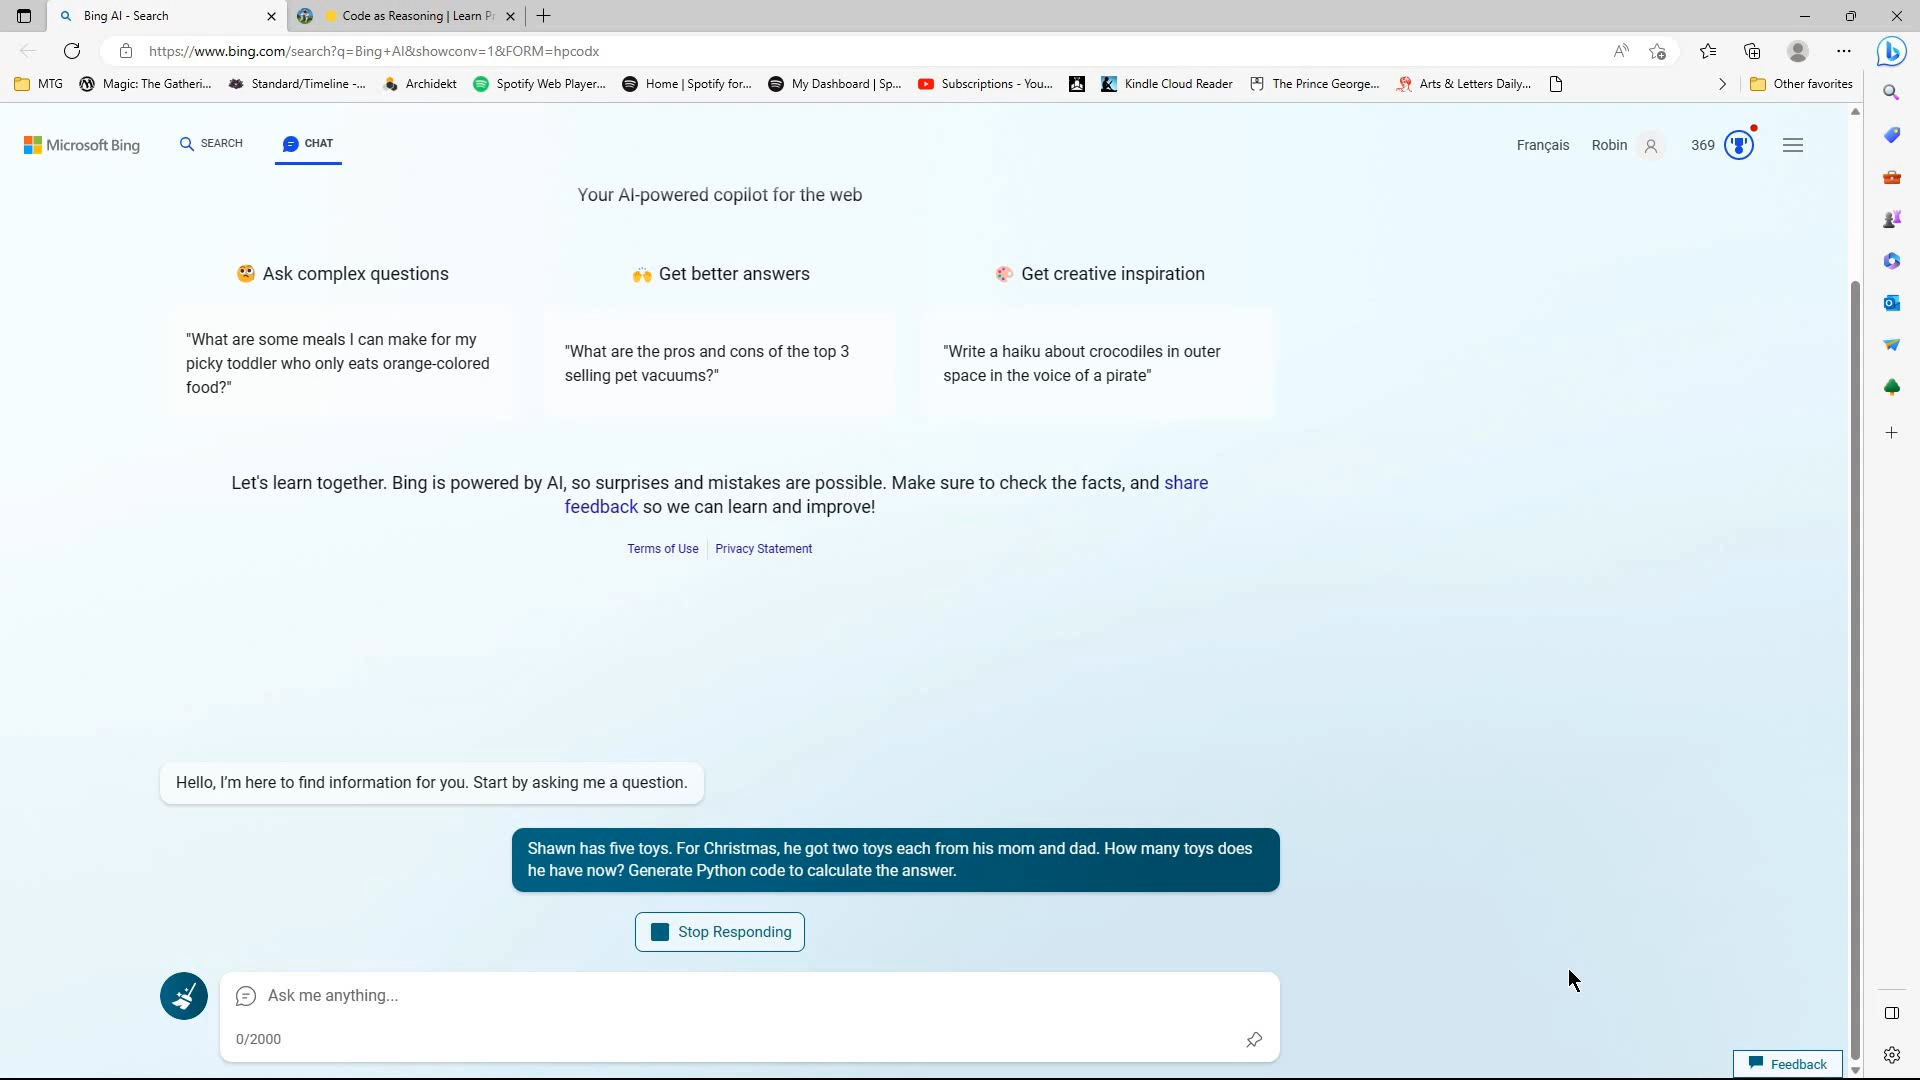 Bing AI - Search
Code as Reasoning | Learn Pr
https://www.bing.com/search?q=Bing+AI&showconv=1&FORM=hpcodx
MTG
Magic: The Gatheri...
Standard/Timeline -...
Archidekt
Spotify Web Player...
Home | Spotify for...
My Dashboard | Sp...
Subscriptions - You...
Kindle Cloud Reader
The Prince George...
Arts & Letters Daily...
Other favorites
Microsoft Bing
SEARCH
CHAT
Français
Robin
369
Your AI-powered copilot for the web
Ask complex questions
Get better answers
Get creative inspiration
"What are some meals I can make for my
picky toddler who only eats orange-colored
food?"
"What are the pros and cons of the top 3
selling pet vacuums?"
"Write a haiku about crocodiles in outer
space in the voice of a pirate"
Let's learn together. Bing is powered by AI, so surprises and mistakes are possible. Make sure to check the facts, and share
feedback so we can learn and improve!
Terms of Use
Privacy Statement
Hello, I'm here to find information for you. Start by asking me a question.
Shawn has five toys. For Christmas, he got two toys each from his mom and dad. How many toys does
he have now? Generate Python code to calculate the answer.
Stop Responding
Ask me anything...
0/2000
Feedback